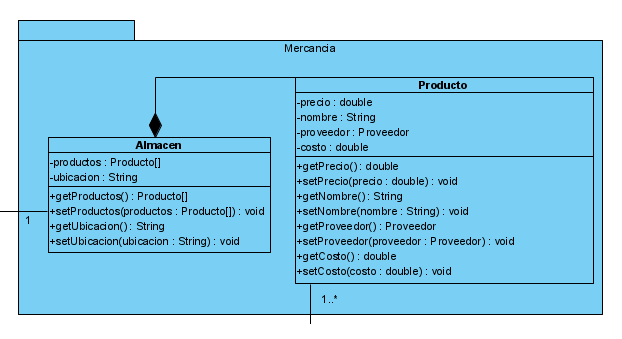 Mercancia
Producto
-precio : double
-nombre : String
-proveedor : Proveedor
-costo : double
+getPrecio() : double
+setPrecio(precio : double) : void
+getNombre() : String
+setNombre(nombre : String) : void
+getProveedor() : Proveedor
+setProveedor(proveedor : Proveedor) : void
+getCosto() : double
+setCosto(costo : double) : void
Almacen
-productos : Producto[]
-ubicacion : String
+getProductos() : Producto[]
+setProductos(productos : Producto[]) : void
+getUbicacion() : String
+setUbicacion(ubicacion : String) : void
1
1..*